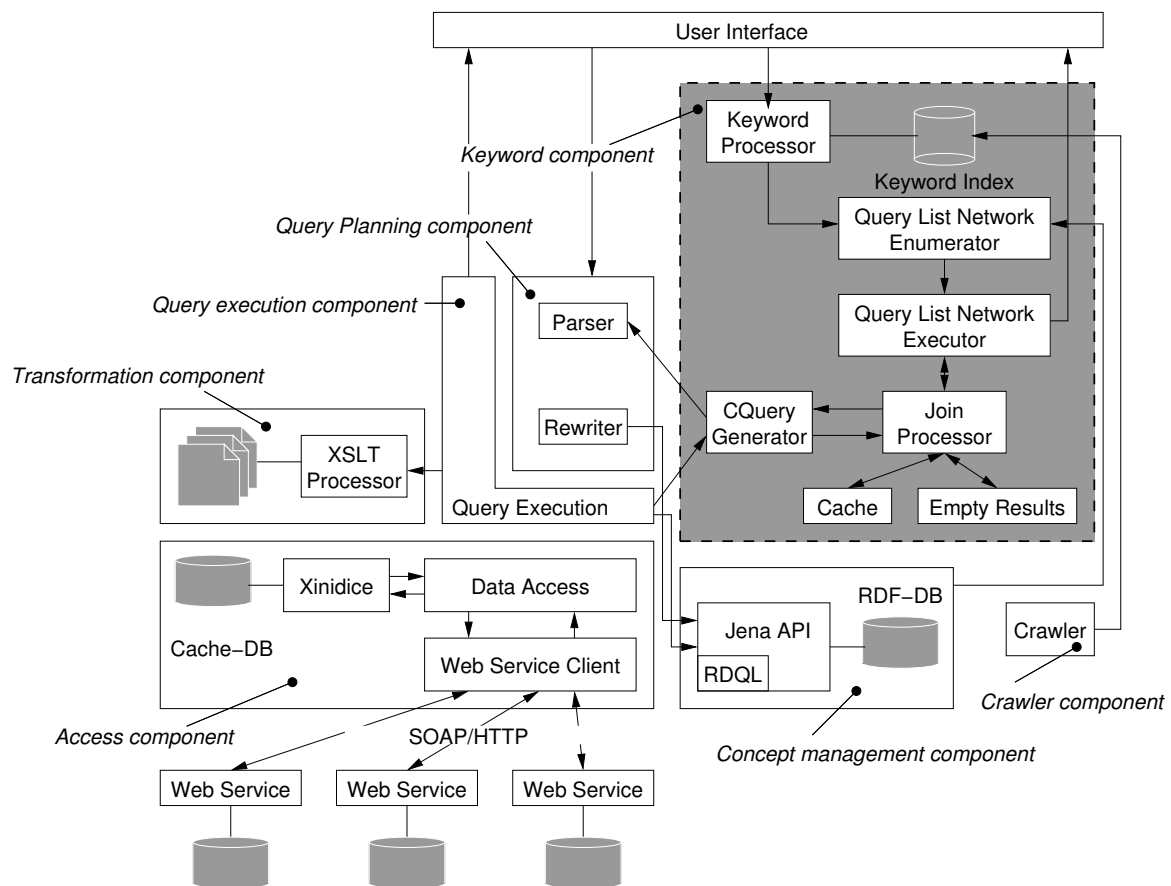 User Interface
Keyword
Processor
Keyword component
Keyword Index
Query List Network
Enumerator
Query Planning component
Query execution component
Parser
Query List Network
Executor
Transformation component
CQuery
Generator
Join
Processor
Rewriter
XSLT
Processor
Query Execution
Cache
Empty Results
Xinidice
Data Access
RDF−DB
Jena API
Crawler
Cache−DB
Web Service Client
RDQL
Crawler component
Access component
SOAP/HTTP
Concept management component
Web Service
Web Service
Web Service